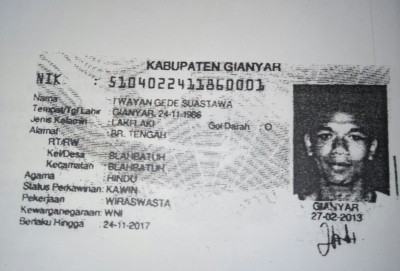 KABUPATEN GIANYAR
NIK : 5104022411860001
Nama : I WAYAN GEDE SUASTAWA
Tempat/Tgl Lahir : GIANYAR, 24-11-1986
Jenis Kelamin : LAKI-LAKI Gol Darah : O
Alamat : BR. TENGAH
RT/RW
Kel/Desa : BLAHBATUH
Kecamatan : BLAHBATUH
Agama : HINDU
Status Perkawinan: KAWIN
Pekerjaan : WIRASWASTA
Kewarganegaraan: WNI
Berlaku Hingga : 24-11-2017
GIANYAR
27-02-2013